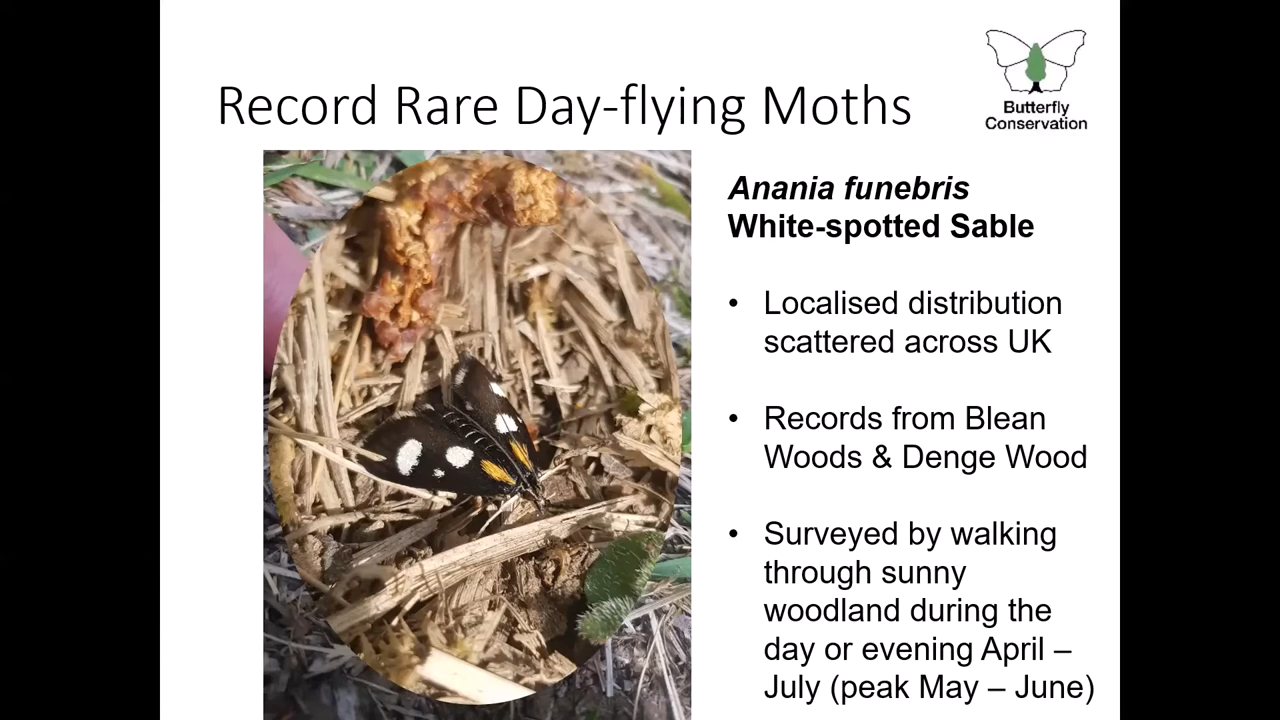 Record Rare Day-flying Moths
Butterfly
Conservation
Anania funebris
White-spotted Sable
• Localised distribution
scattered across UK
• Records from Blean
Woods & Denge Wood
• Surveyed by walking
through sunny
woodland during the
day or evening April –
July (peak May – June)